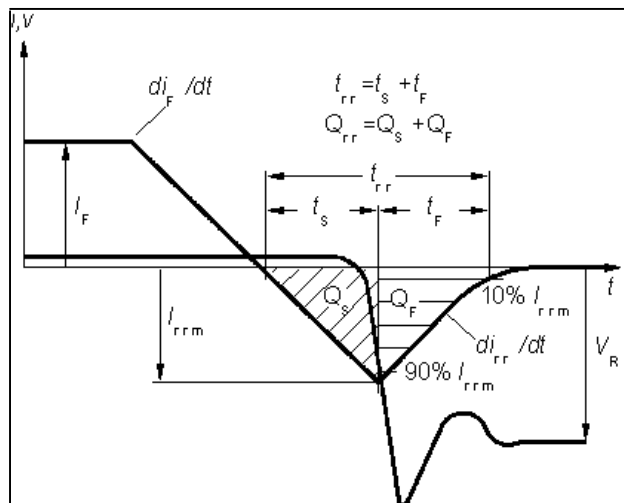 I,V
di_F /dt
t_rr = t_S + t_F
Q_rr = Q_S + Q_F
t_rr
t_S
t_F
I_F
Q_S
Q_F
10% I_rrm
t
I_rrm
di_rr /dt
90% I_rrm
V_R